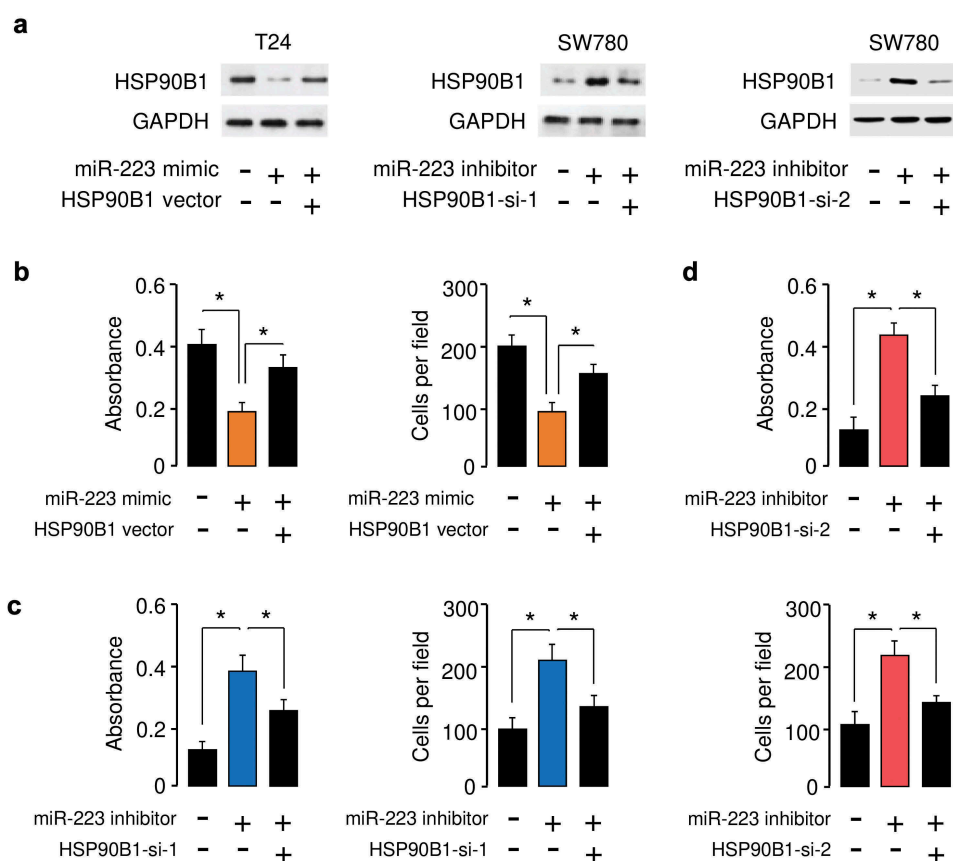 a
T24
HSP90B1
GAPDH
miR-223 mimic - + +
HSP90B1 vector - - +
SW780
HSP90B1
GAPDH
miR-223 inhibitor - + +
HSP90B1-si-1 - - +
SW780
miR-223 inhibitor - + +
HSP90B1-si-2 - - +
b
Absorbance
0.6
0.4
0.2
0
* *
miR-223 mimic - + +
HSP90B1 vector - - +
Cells per field
300
200
100
0
* *
miR-223 mimic - + +
HSP90B1 vector - - +
d
Absorbance
0.6
0.4
0.2
0
* *
miR-223 inhibitor - + +
HSP90B1-si-2 - - +
c
Absorbance
0.6
0.4
0.2
0
* *
miR-223 inhibitor - + +
HSP90B1-si-1 - - +
Cells per field
300
200
100
0
* *
miR-223 inhibitor - + +
HSP90B1-si-1 - - +
Cells per field
300
200
100
0
* *
miR-223 inhibitor - + +
HSP90B1-si-2 - - +